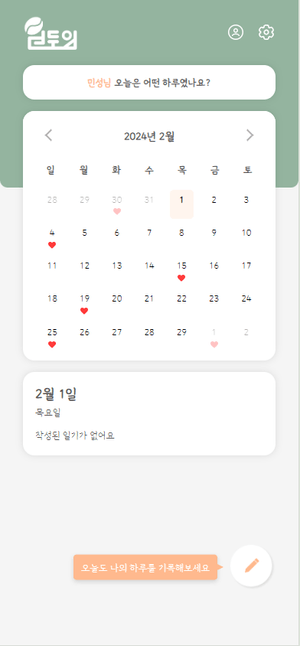 민성님 오늘은 어떤 하루였나요?
2024년 2월
일 월 화 수 목 금 토
28 29 30 31 1 2 3
4 5 6 7 8 9 10
11 12 13 14 15 16 17
18 19 20 21 22 23 24
25 26 27 28 29 1 2
2월 1일
목요일
작성된 일기가 없어요
오늘도 나의 하루를 기록해보세요